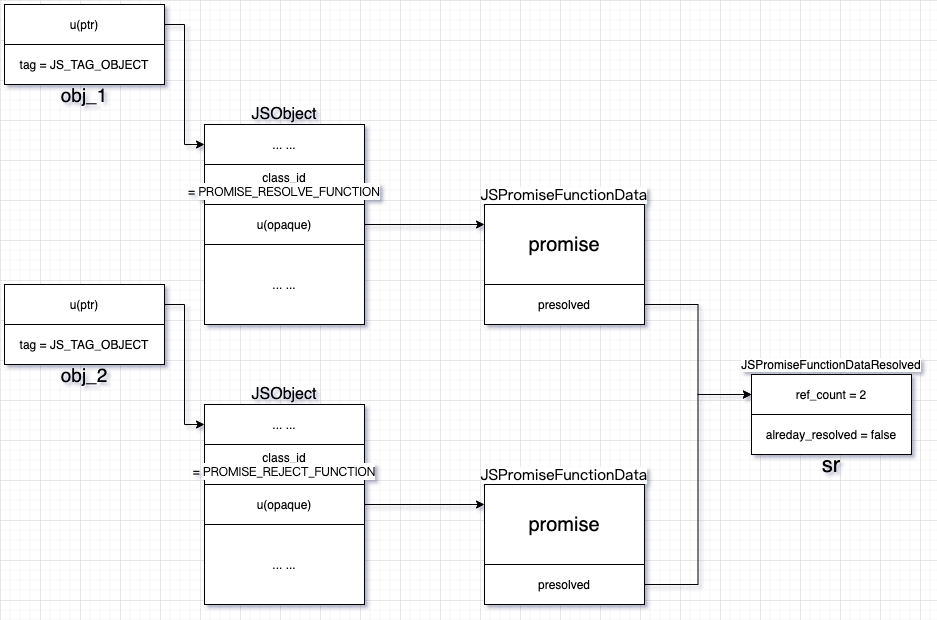 u(ptr)
tag = JS_TAG_OBJECT
obj_1
JSObject
... ...
class_id
= PROMISE_RESOLVE_FUNCTION
u(opaque)
... ...
JSPromiseFunctionData
promise
presolved
u(ptr)
tag = JS_TAG_OBJECT
obj_2
JSObject
... ...
class_id
= PROMISE_REJECT_FUNCTION
u(opaque)
... ...
JSPromiseFunctionData
promise
presolved
JSPromiseFunctionDataResolved
ref_count = 2
alreday_resolved = false
sr